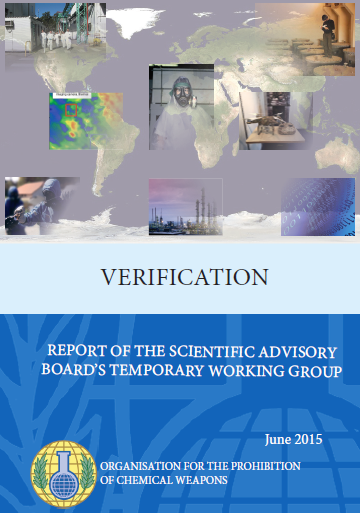 VERIFICATION
REPORT OF THE SCIENTIFIC ADVISORY
BOARD'S TEMPORARY WORKING GROUP
June 2015
ORGANISATION FOR THE PROHIBITION
OF CHEMICAL WEAPONS